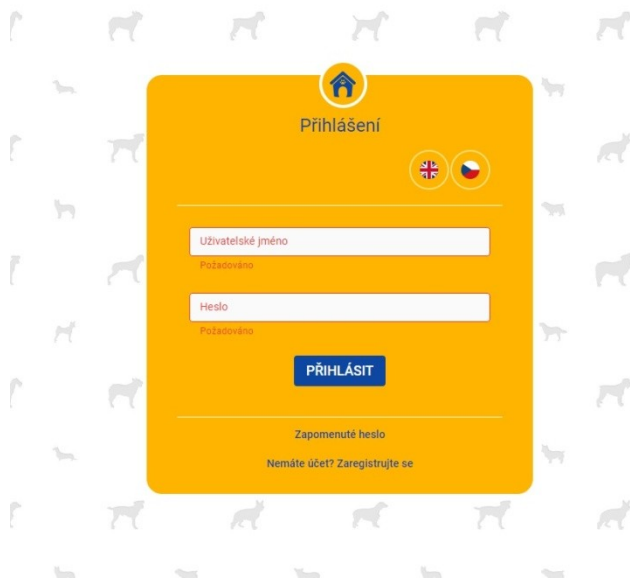 Přihlášení
Uživatelské jméno
Požadováno
Heslo
Požadováno
PŘIHLÁSIT
Zapomenuté heslo
Nemáte účet? Zaregistrujte se